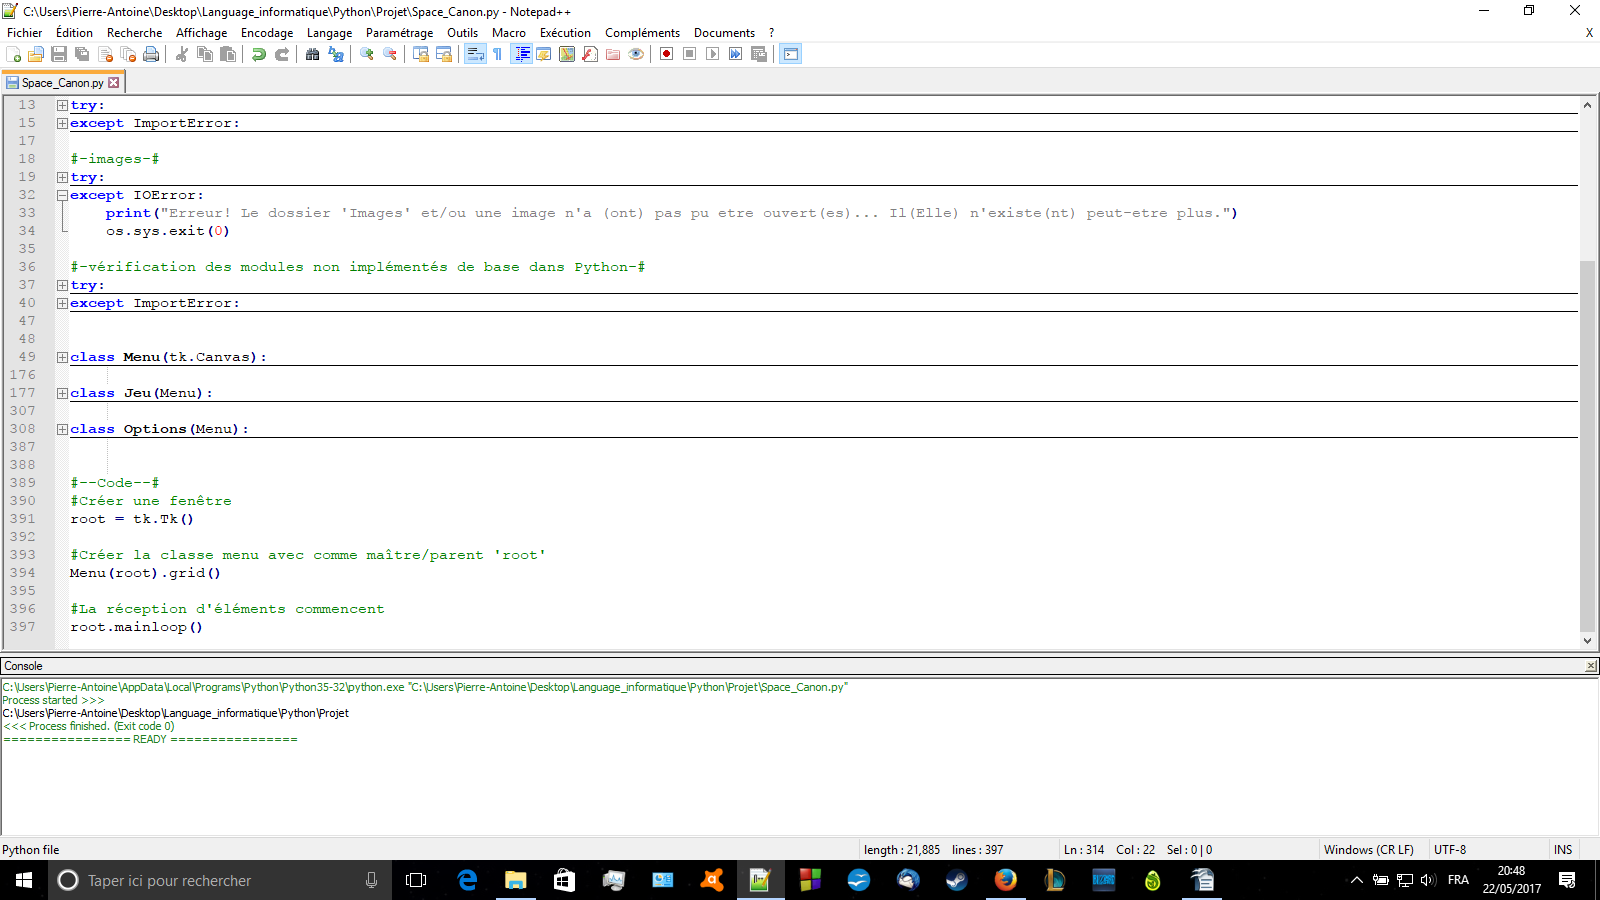 C:\Users\Pierre-Antoine\Desktop\Language_informatique\Python\Projet\Space_Canon.py - Notepad++
Fichier Édition Recherche Affichage Encodage Langage Paramétrage Outils Macro Exécution Compléments Documents ? X
Space_Canon.py
13 try:
15 except ImportError:
17
18 #-images-#
19 try:
32 except IOError:
33 print("Erreur! Le dossier 'Images' et/ou une image n'a (ont) pas pu etre ouvert(es)... Il(Elle) n'existe(nt) peut-etre plus.")
34 os.sys.exit(0)
35
36 #-vérification des modules non implémentés de base dans Python-#
37 try:
40 except ImportError:
47
48
49 class Menu(tk.Canvas):
176
177 class Jeu(Menu):
307
308 class Options(Menu):
387
388
389 #--Code--#
390 #Créer une fenêtre
391 root = tk.Tk()
392
393 #Créer la classe menu avec comme maître/parent 'root'
394 Menu(root).grid()
395
396 #La réception d'éléments commencent
397 root.mainloop()
Console
C:\Users\Pierre-Antoine\AppData\Local\Programs\Python\Python35-32\python.exe "C:\Users\Pierre-Antoine\Desktop\Language_informatique\Python\Projet\Space_Canon.py"
Process started >>>
C:\Users\Pierre-Antoine\Desktop\Language_informatique\Python\Projet
<<< Process finished. (Exit code 0)
================ READY ================
Python file length : 21,885 lines : 397 Ln : 314 Col : 22 Sel : 0 | 0 Windows (CR LF) UTF-8 INS
Taper ici pour rechercher
FRA
20:48
22/05/2017